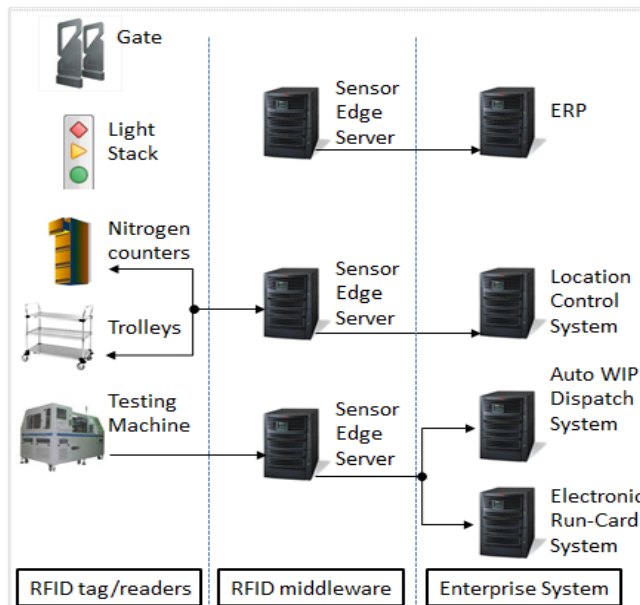 Gate
Sensor
Edge
Server
ERP
Light
Stack
Nitrogen
counters
Sensor
Edge
Server
Location
Control
System
Trolleys
Testing
Machine
Sensor
Edge
Server
Auto WIP
Dispatch
System
Electronic
Run-Card
System
RFID tag/readers
RFID middleware
Enterprise System